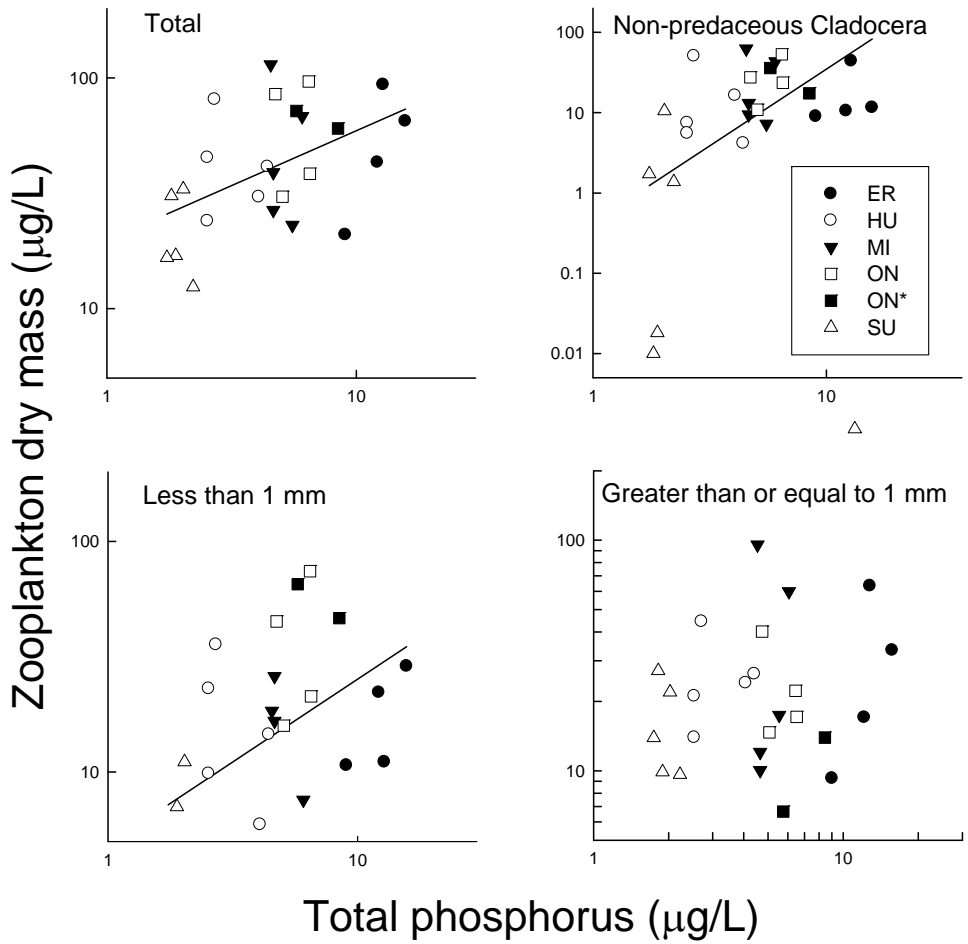 Zooplankton dry mass (μg/L)
Total
100
10
1
10
Non-predaceous Cladocera
100
10
1
0.1
0.01
1
10
ER
HU
MI
ON
ON*
SU
Less than 1 mm
100
10
1
10
Greater than or equal to 1 mm
100
10
1
10
Total phosphorus (μg/L)